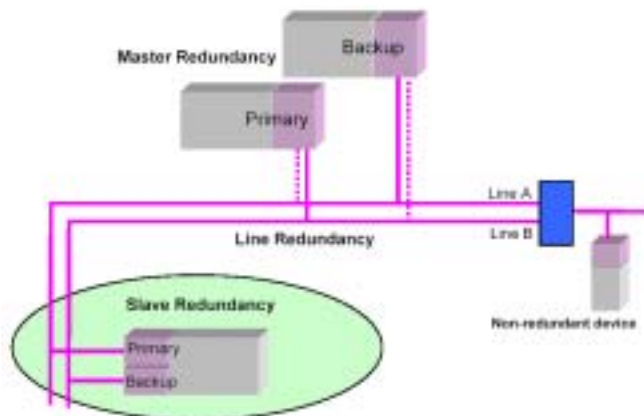 Backup
Master Redundancy
Primary
Line A
Line B
Line Redundancy
Slave Redundancy
Primary
Backup
Non-redundant device